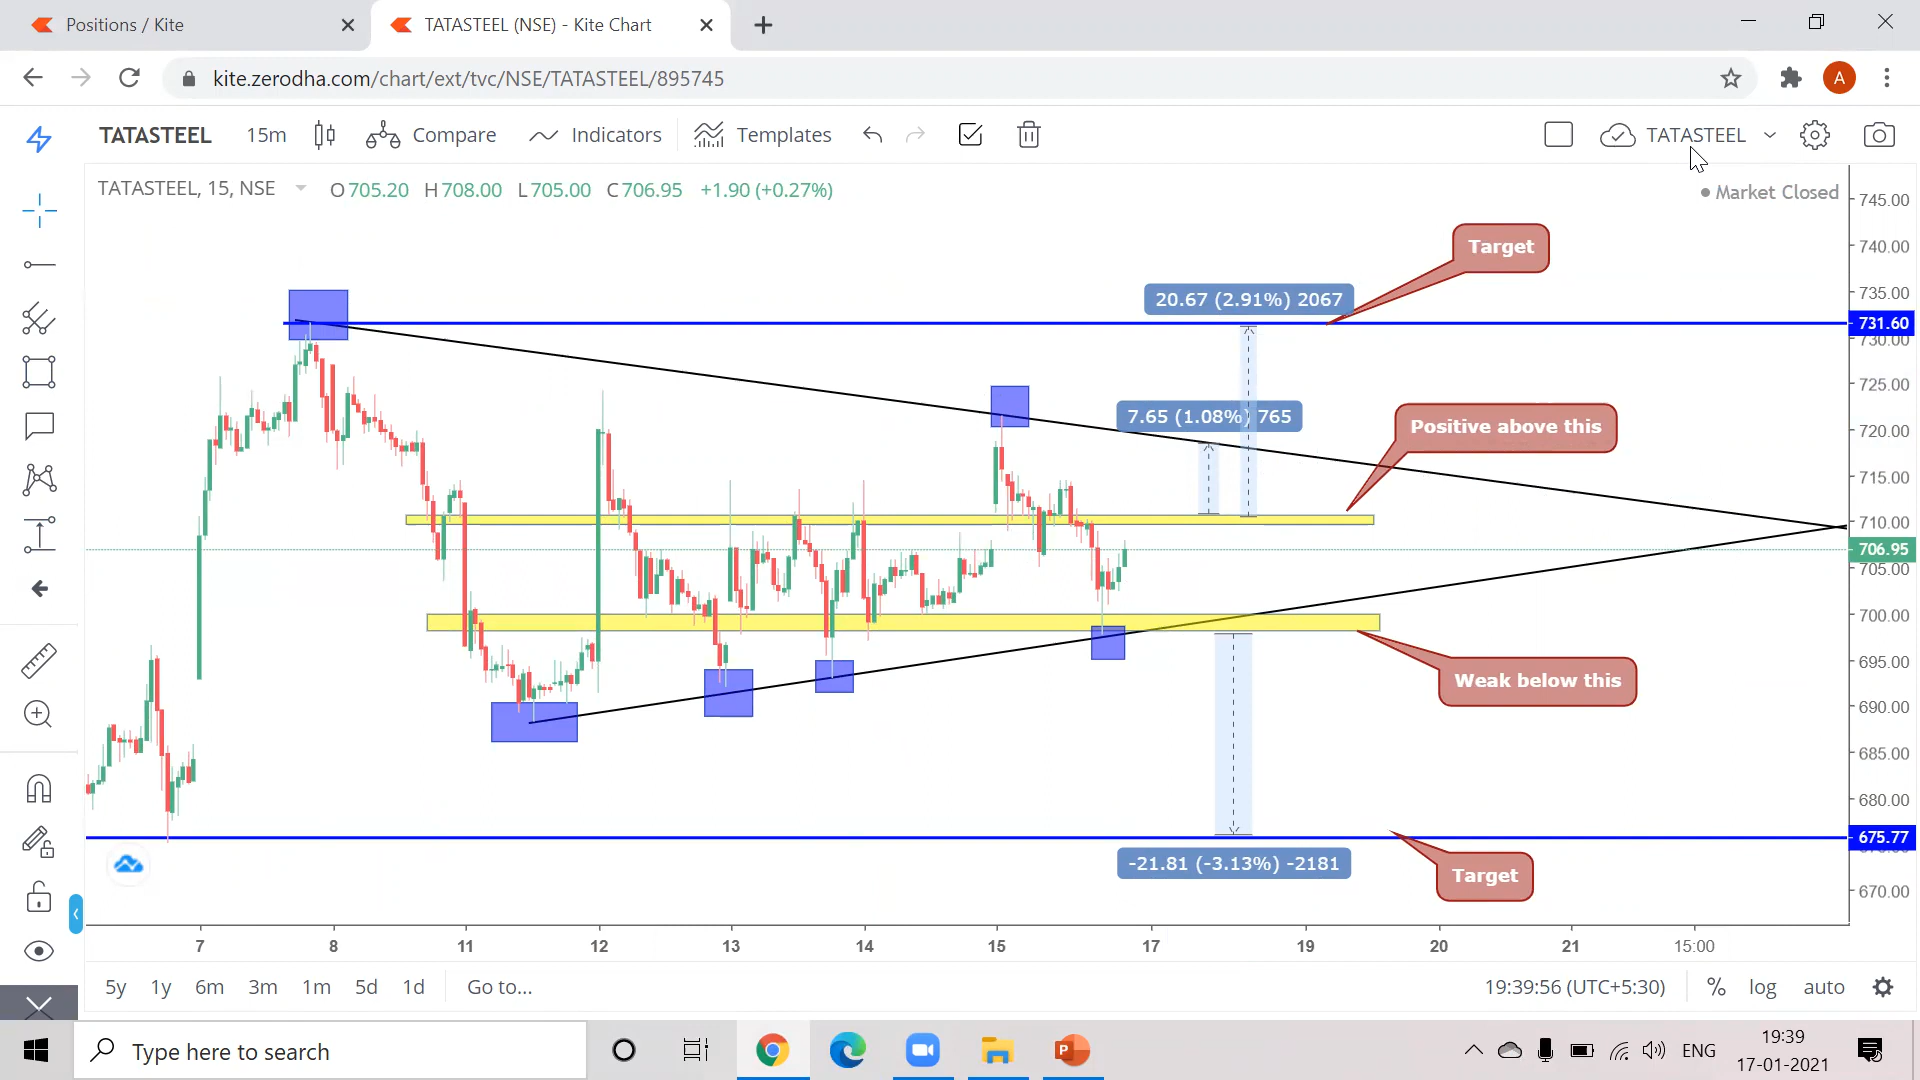 Positions / Kite
TATASTEEL (NSE) - Kite Chart
kite.zerodha.com/chart/ext/tvc/NSE/TATASTEEL/895745
A
TATASTEEL 15m Compare Indicators Templates TATASTEEL
TATASTEEL, 15, NSE O705.20 H708.00 L705.00 C706.95 +1.90 (+0.27%)
Market Closed
745.00
740.00
735.00
731.60
730.00
725.00
720.00
715.00
710.00
706.95
705.00
700.00
695.00
690.00
685.00
680.00
675.77
670.00
Target
20.67 (2.91%) 2067
7.65 (1.08%) 765
Positive above this
Weak below this
-21.81 (-3.13%) -2181
Target
7 8 11 12 13 14 15 17 19 20 21 15:00
5y 1y 6m 3m 1m 5d 1d Go to... 19:39:56 (UTC+5:30) % log auto
Type here to search
P
ENG
19:39
17-01-2021